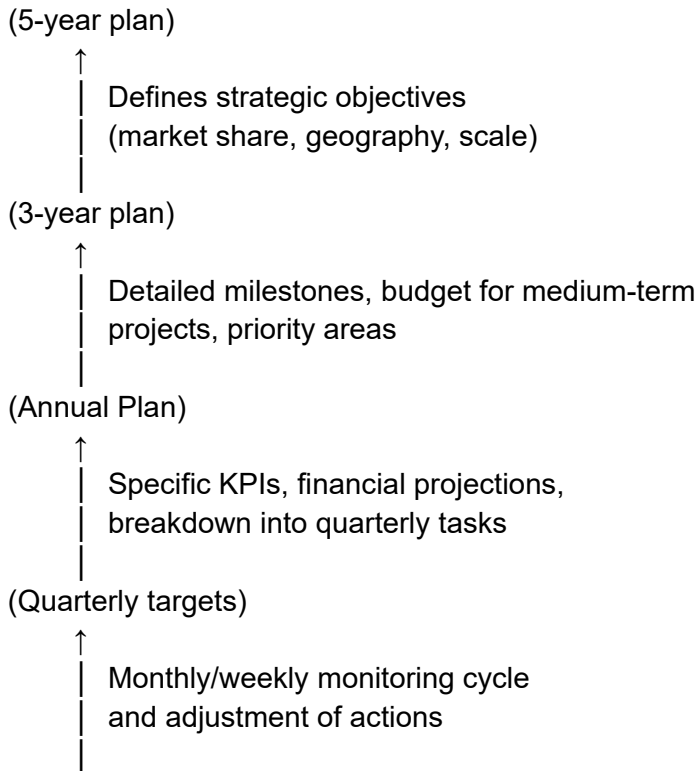 (5-year plan)
Defines strategic objectives
(market share, geography, scale)
(3-year plan)
Detailed milestones, budget for medium-term
projects, priority areas
(Annual Plan)
Specific KPIs, financial projections,
breakdown into quarterly tasks
(Quarterly targets)
Monthly/weekly monitoring cycle
and adjustment of actions